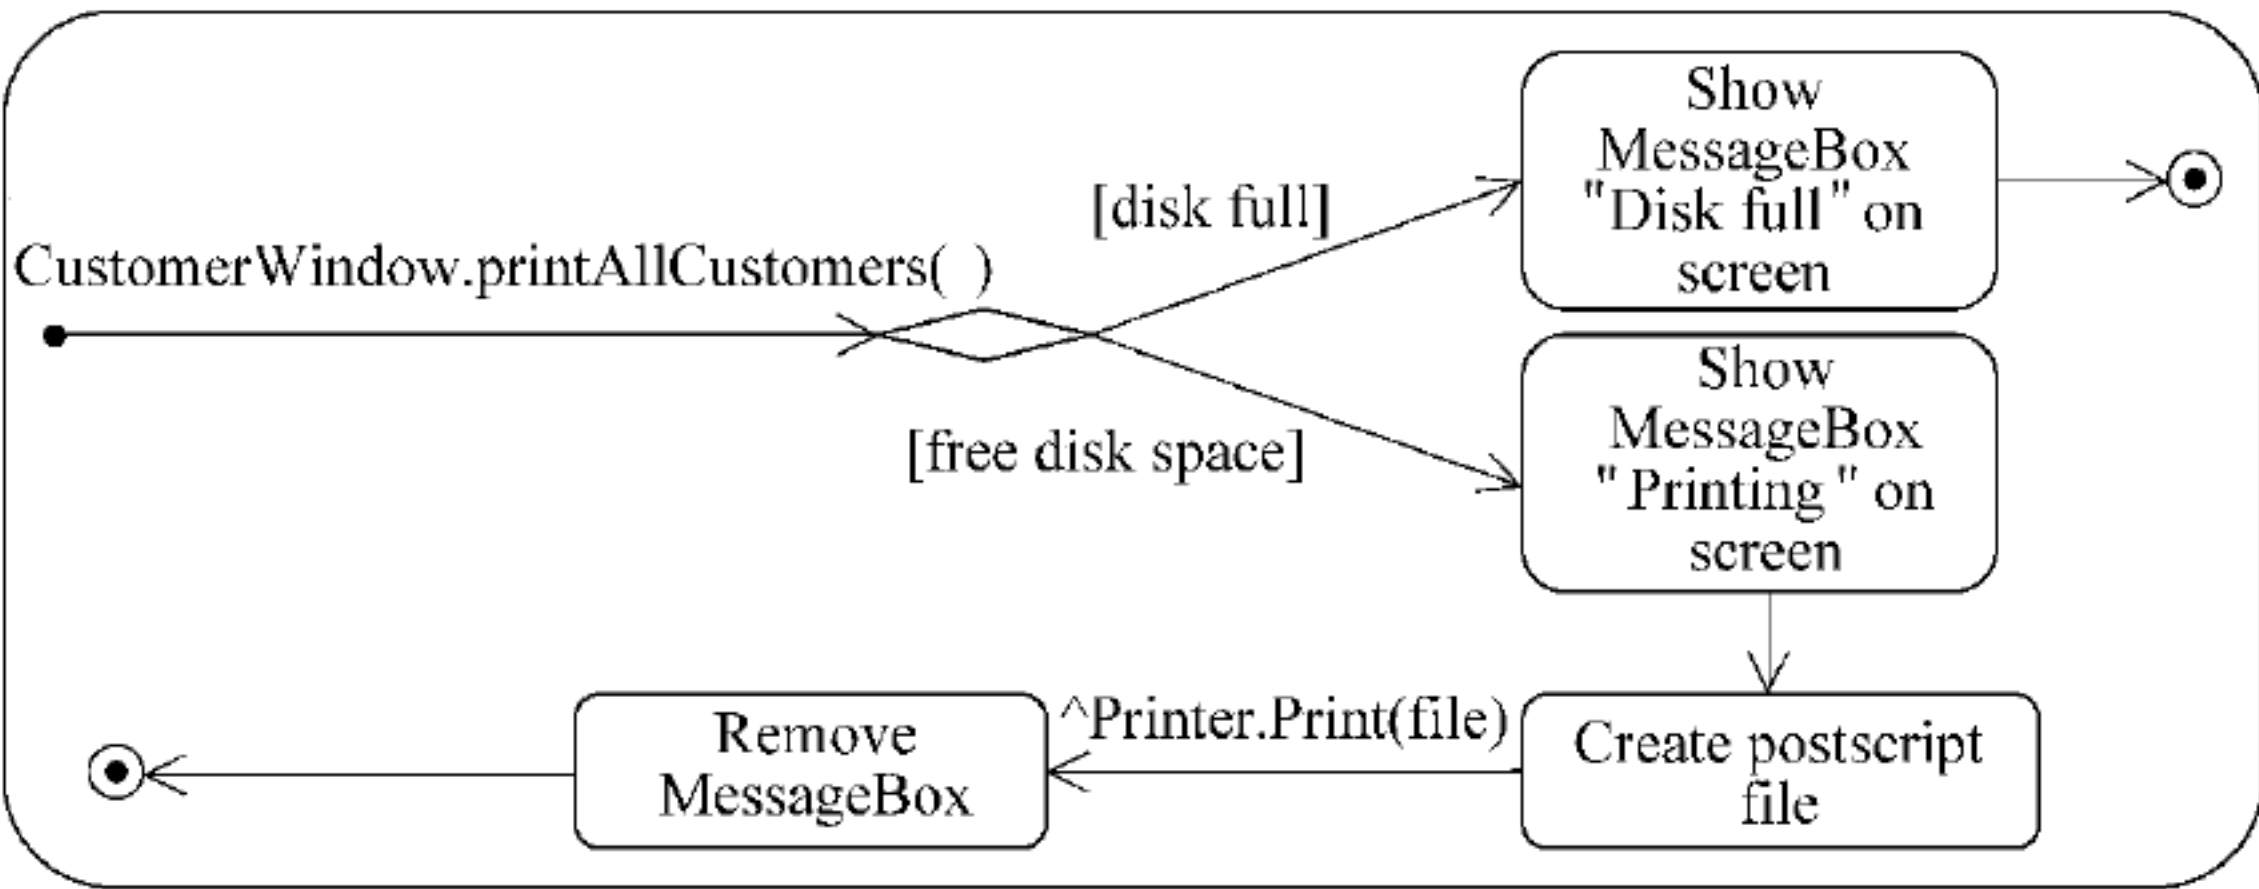 Show
MessageBox
"Disk full" on
screen
[disk full]
CustomerWindow.printAllCustomers( )
[free disk space]
Show
MessageBox
"Printing" on
screen
Create postscript
file
^Printer.Print(file)
Remove
MessageBox